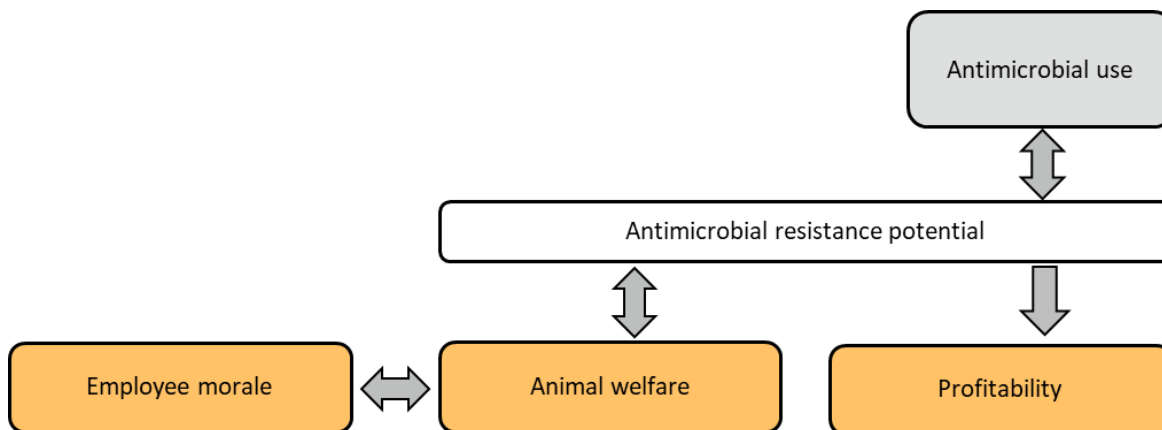 Antimicrobial use
Antimicrobial resistance potential
Employee morale
Animal welfare
Profitability